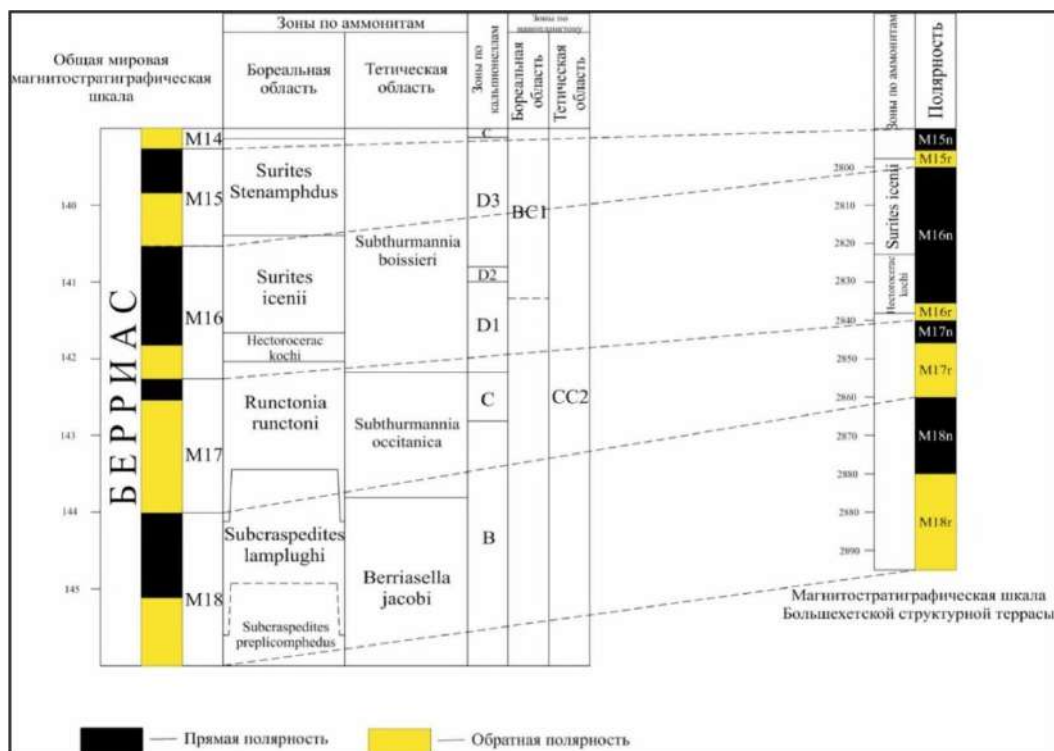 Зоны по аммонитам
Зоны по
Общая мировая
магнитостратиграфическая
шкала
Бореальная
область
Тетическая
область
Зоны по
кальпионеллам
Бореальная
область
Тетическая
область
Зоны по аммонитам
Полярность
БЕРРИАС
140
141
142
143
144
145
M14
M15
M16
M17
M18
Surites
Stenamphdus
Surites
icenii
Hectorocerac
kochi
Runctonia
runctoni
Subcraspedites
lamplughi
Subcraspedites
preplicomphedus
Subthurmannia
boissieri
Subthurmannia
occitanica
Berriasella
jacobi
C
D3
D2
D1
C
B
BC1
CC2
2800
2810
2820
2830
2840
2850
2860
2870
2880
2880
2890
Surites icenii
Hectorocerac
kochi
M15n
M15r
M16n
M16r
M17n
M17r
M18n
M18r
Магнитостратиграфическая шкала
Большехетской структурной террасы
Прямая полярность
Обратная полярность